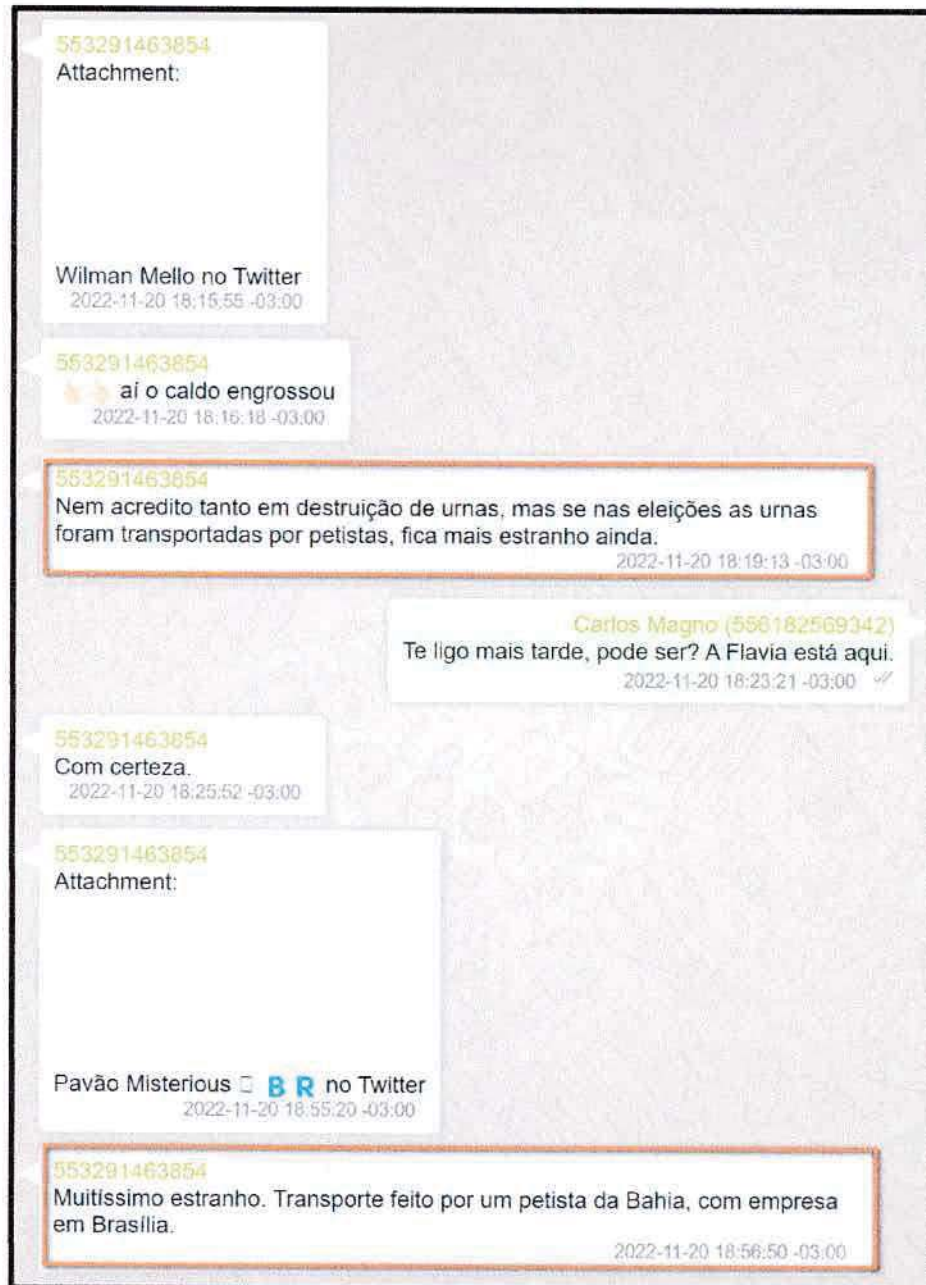 553291463854
Attachment:
Wilman Mello no Twitter
2022-11-20 18:15:55 -03:00
553291463854
aí o caldo engrossou
2022-11-20 18:16:18 -03:00
553291463854
Nem acredito tanto em destruição de urnas, mas se nas eleições as urnas
foram transportadas por petistas, fica mais estranho ainda.
2022-11-20 18:19:13 -03:00
Carlos Magno (556182569342)
Te ligo mais tarde, pode ser? A Flavia está aqui.
2022-11-20 18:23:21 -03:00
553291463854
Com certeza.
2022-11-20 18:25:52 -03:00
553291463854
Attachment:
Pavão Misterious B R no Twitter
2022-11-20 18:55:20 -03:00
553291463854
Muitíssimo estranho. Transporte feito por um petista da Bahia, com empresa
em Brasília.
2022-11-20 18:56:50 -03:00